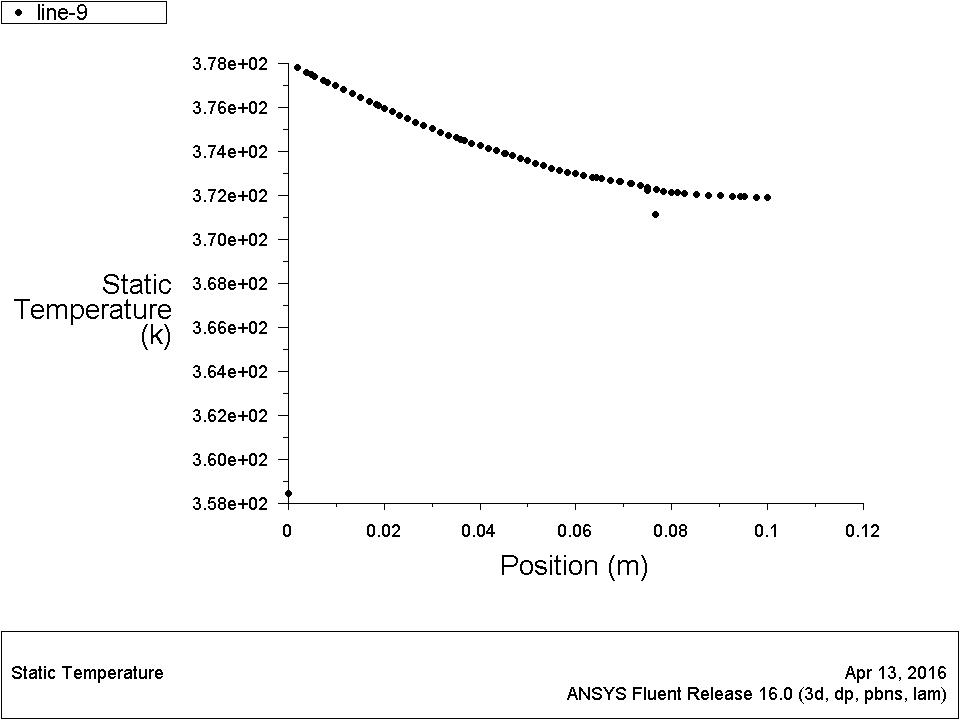 line-9
3.78e+02
3.76e+02
3.74e+02
3.72e+02
3.70e+02
3.68e+02
3.66e+02
3.64e+02
3.62e+02
3.60e+02
3.58e+02
Static
Temperature
(k)
0 0.02 0.04 0.06 0.08 0.1 0.12
Position (m)
Static Temperature Apr 13, 2016
ANSYS Fluent Release 16.0 (3d, dp, pbns, lam)